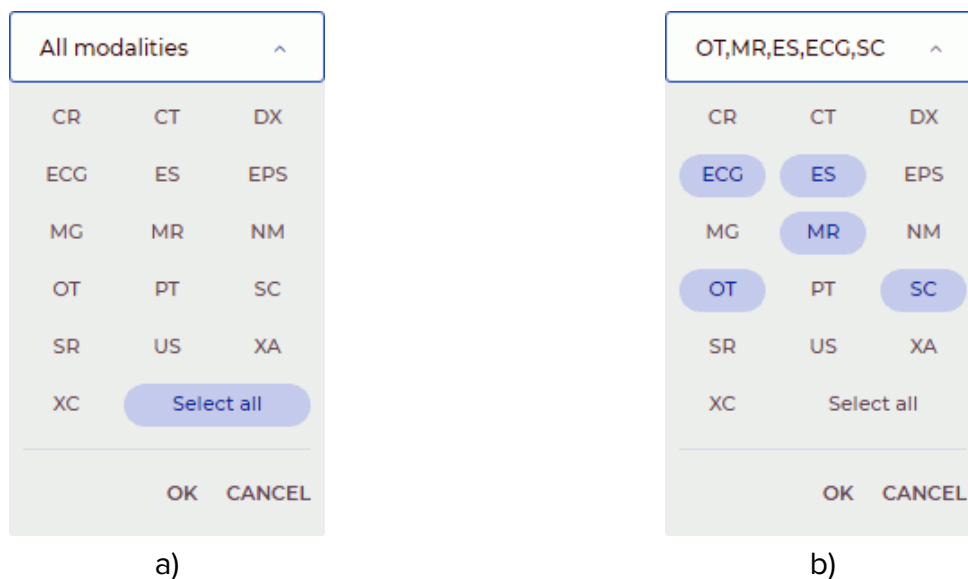 All modalities
CR CT DX
ECG ES EPS
MG MR NM
OT PT SC
SR US XA
XC Select all
OK CANCEL
a)
OT,MR,ES,ECG,SC
CR CT DX
ECG ES EPS
MG MR NM
OT PT SC
SR US XA
XC Select all
OK CANCEL
b)